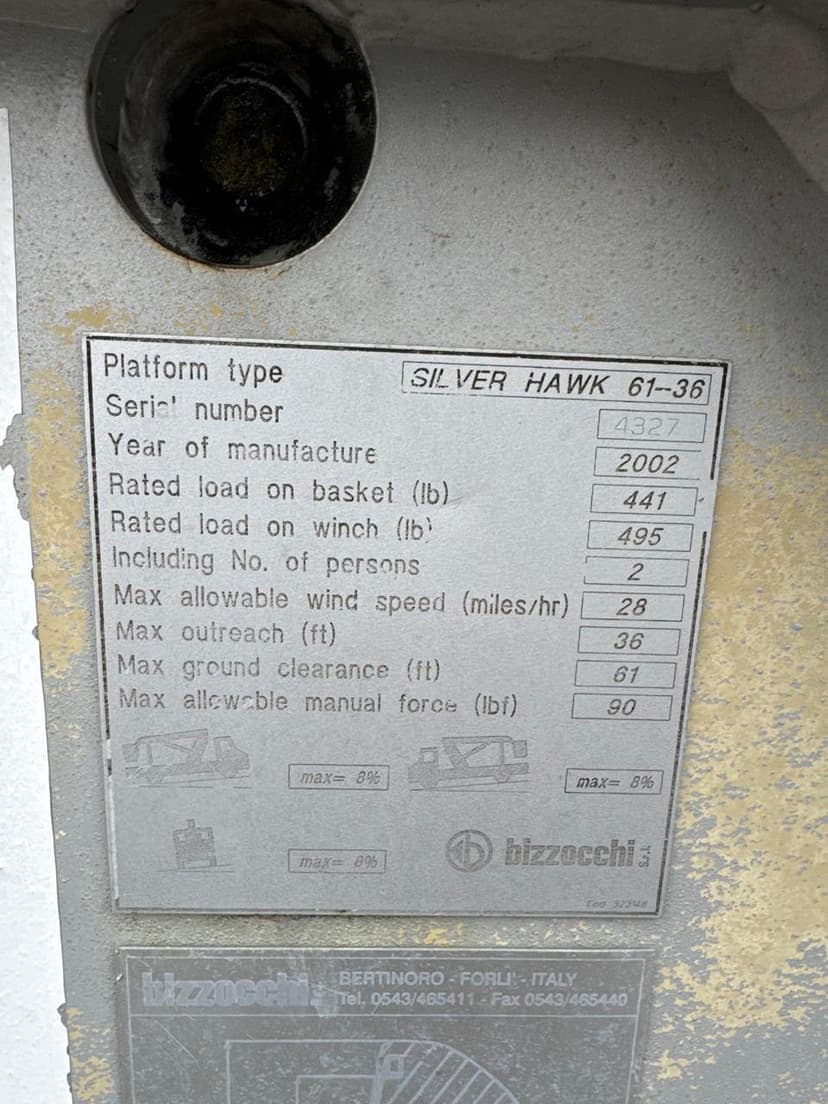 Platform type SILVER HAWK 61--36
Serial number 4327
Year of manufacture 2002
Rated load on basket (lb) 441
Rated load on winch (lb) 495
Including No. of persons 2
Max allowable wind speed (miles/hr) 28
Max outreach (ft) 36
Max ground clearance (ft) 61
Max allowable manual force (lbf) 90
max= 8% max= 8%
max= 8% bizzocchi s.r.l.
bizzocchi BERTINORO - FORLI' - ITALY
Tel. 0543/465411 - Fax 0543/465440